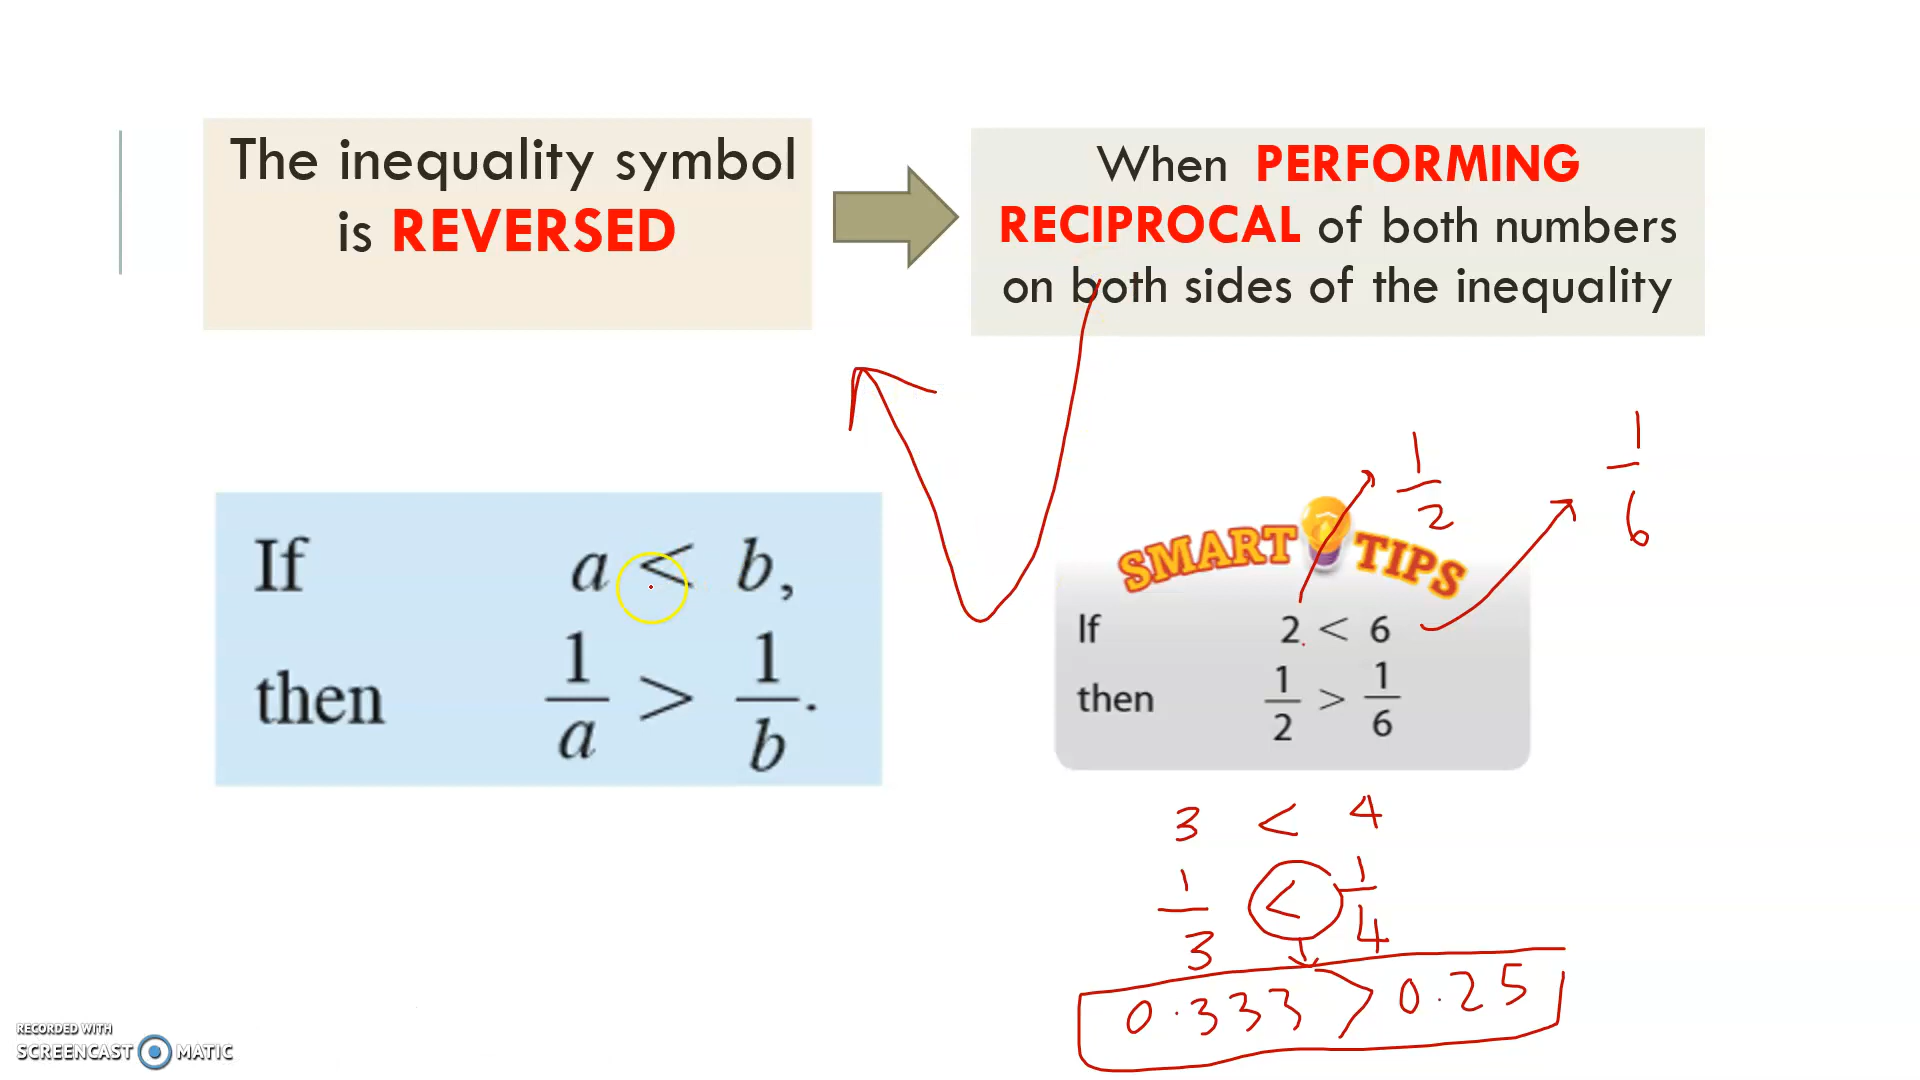 The inequality symbol
is REVERSED
When PERFORMING
RECIPROCAL of both numbers
on both sides of the inequality
If a < b,
then 1/a > 1/b.
1/2
1/6
SMART TIPS
If 2 < 6
then 1/2 > 1/6
3 < 4
1/3 < 1/4
0.333 > 0.25
RECORDED WITH
SCREENCAST MATIC